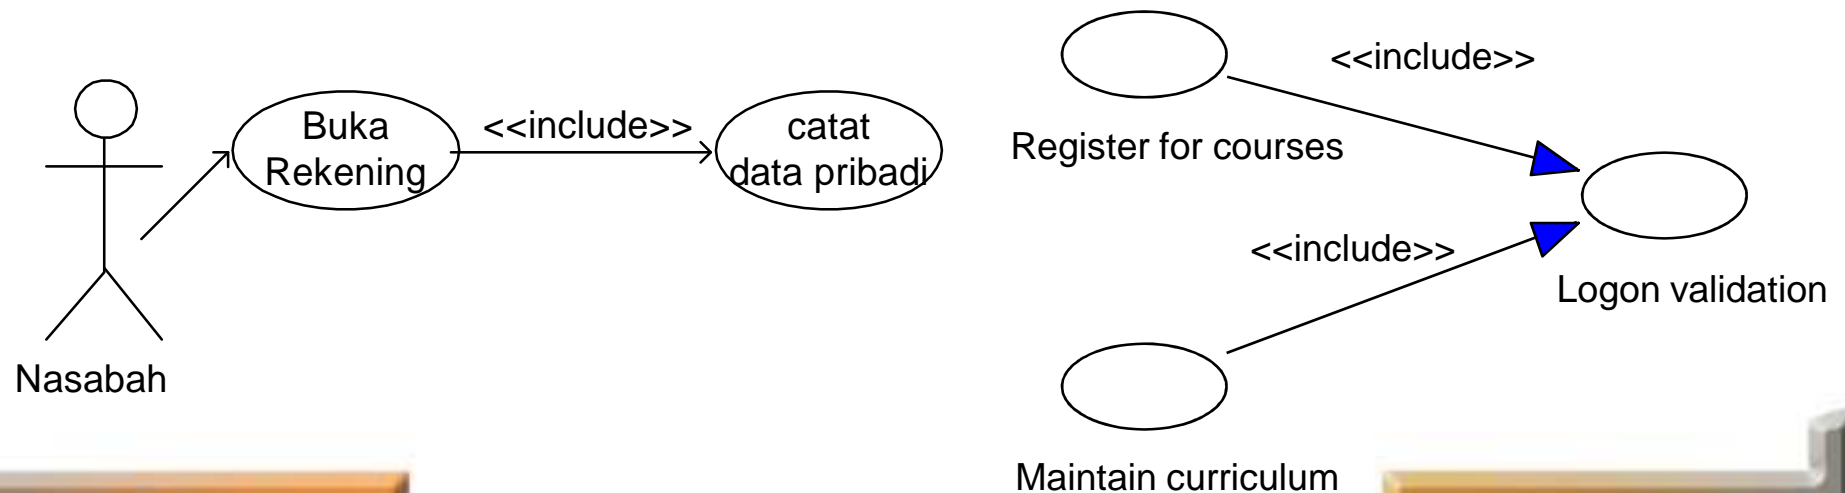 Buka
Rekening
<<include>>
catat
data pribadi
Nasabah
<<include>>
Register for courses
<<include>>
Logon validation
Maintain curriculum